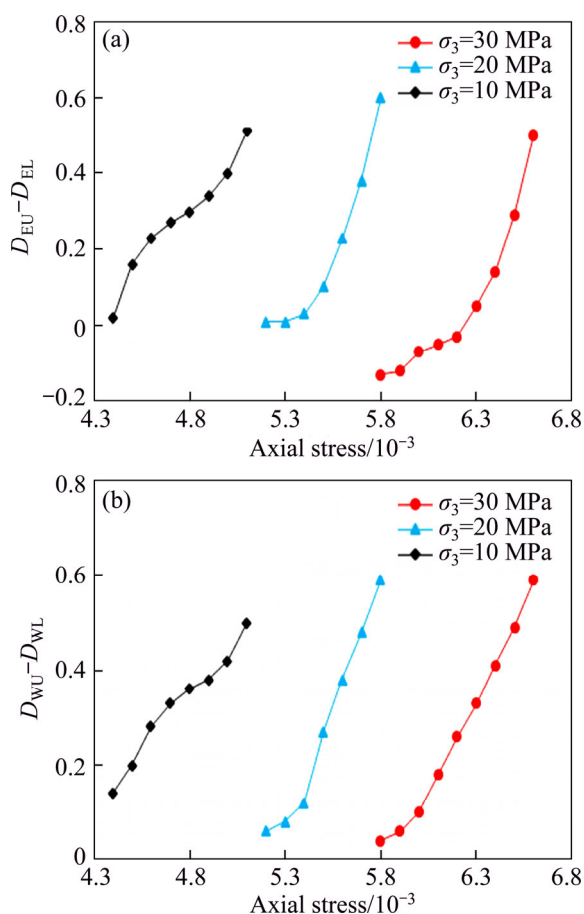 (a)
σ3=30 MPa
σ3=20 MPa
σ3=10 MPa
0.8
0.6
0.4
0.2
0
−0.2
DEU−DEL
4.3 4.8 5.3 5.8 6.3 6.8
Axial stress/10−3
(b)
σ3=30 MPa
σ3=20 MPa
σ3=10 MPa
0.8
0.6
0.4
0.2
0
DWU−DWL
4.3 4.8 5.3 5.8 6.3 6.8
Axial stress/10−3